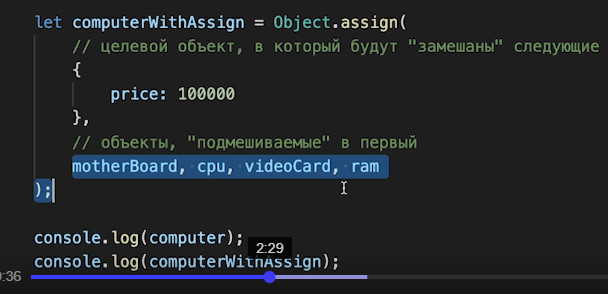 let computerWithAssign = Object.assign(
// целевой объект, в который будут "замешаны" следующие
{
price: 100000
},
// объекты, "подмешиваемые" в первый
motherBoard, cpu, videoCard, ram
);
console.log(computer);
2:29
console.log(computerWithAssign);
0:36